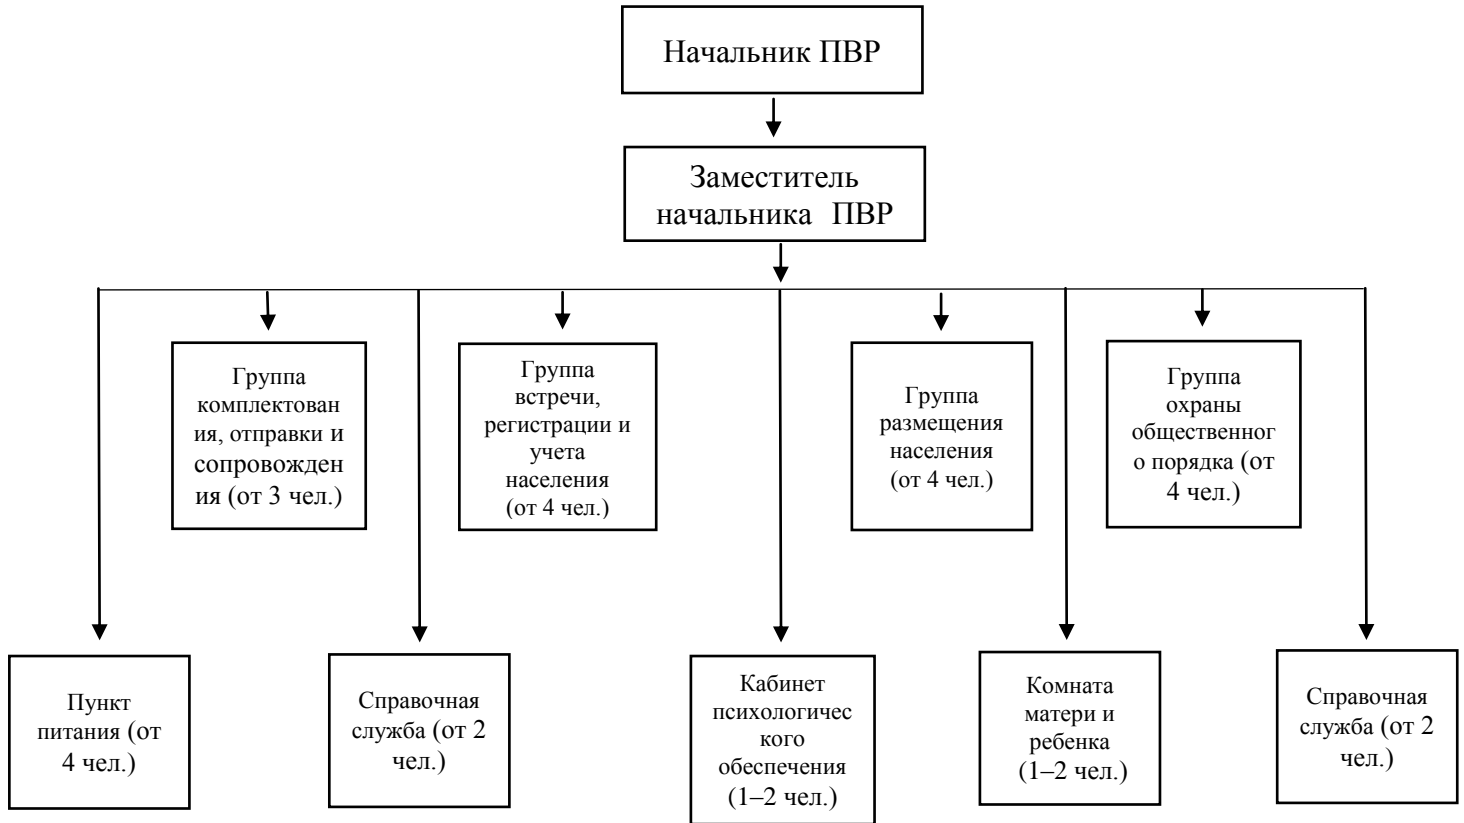 Начальник ПВР
Заместитель
начальника ПВР
Группа
комплектован
ия, отправки и
сопровожден
ия (от 3 чел.)
Группа
встречи,
регистрации и
учета
населения
(от 4 чел.)
Группа
размещения
населения
(от 4 чел.)
Группа
охраны
общественног
о порядка (от
4 чел.)
Пункт
питания (от
4 чел.)
Справочная
служба (от 2
чел.)
Кабинет
психологичес
кого
обеспечения
(1–2 чел.)
Комната
матери и
ребенка
(1–2 чел.)
Справочная
служба (от 2
чел.)